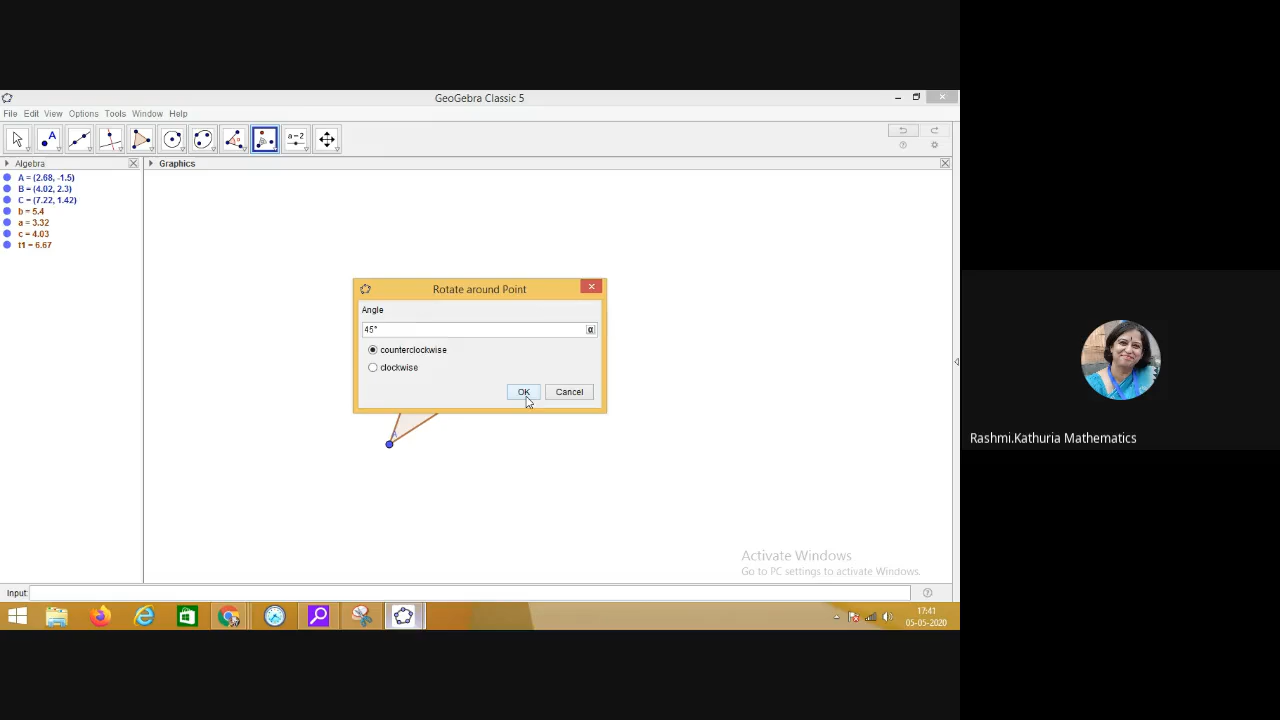 GeoGebra Classic 5
File Edit View Options Tools Window Help
A
a=2
Algebra
Graphics
A = (2.68, -1.5)
B = (4.02, 2.3)
C = (7.22, 1.42)
b = 5.4
a = 3.32
c = 4.03
t1 = 6.67
Rotate around Point
Angle
45°
α
counterclockwise
clockwise
OK
Cancel
A
Rashmi.Kathuria Mathematics
Activate Windows
Go to PC settings to activate Windows.
Input:
17:41
05-05-2020